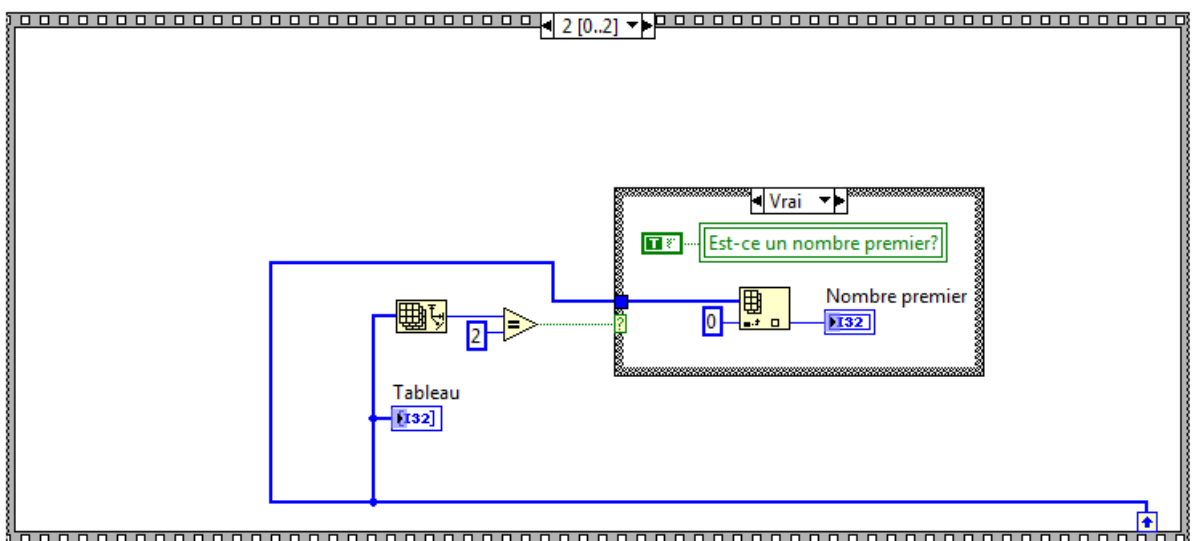 2 [0..2]
Vrai
T
Est-ce un nombre premier?
Nombre premier
0
I32
2
=
?
Tableau
[I32]